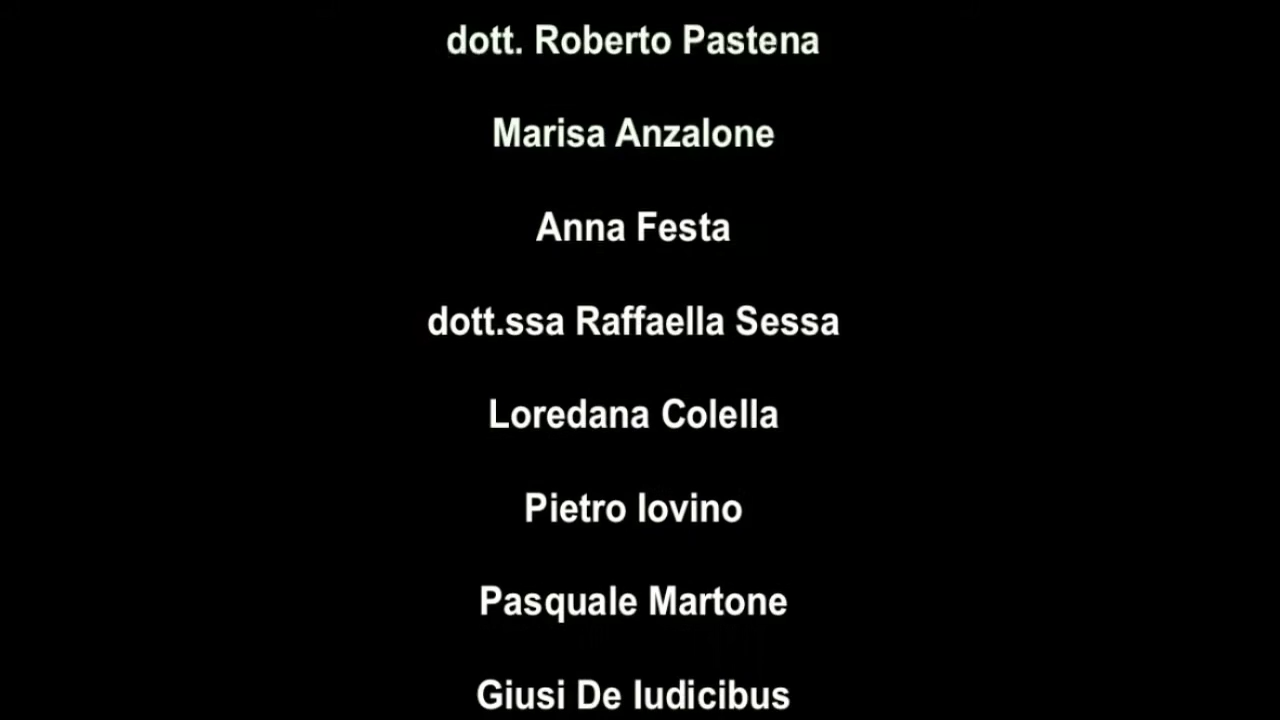 dott. Roberto Pastena
Marisa Anzalone
Anna Festa
dott.ssa Raffaella Sessa
Loredana Colella
Pietro Iovino
Pasquale Martone
Giusi De Iudicibus